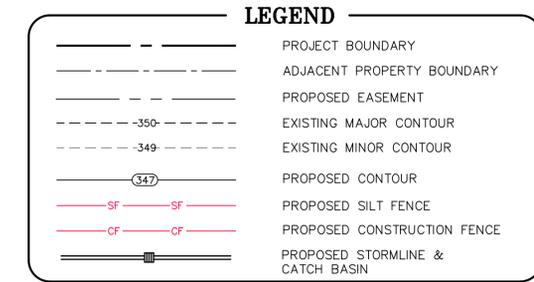 LEGEND
PROJECT BOUNDARY
ADJACENT PROPERTY BOUNDARY
PROPOSED EASEMENT
350 EXISTING MAJOR CONTOUR
349 EXISTING MINOR CONTOUR
347 PROPOSED CONTOUR
SF SF PROPOSED SILT FENCE
CF CF PROPOSED CONSTRUCTION FENCE
PROPOSED STORMLINE &
CATCH BASIN